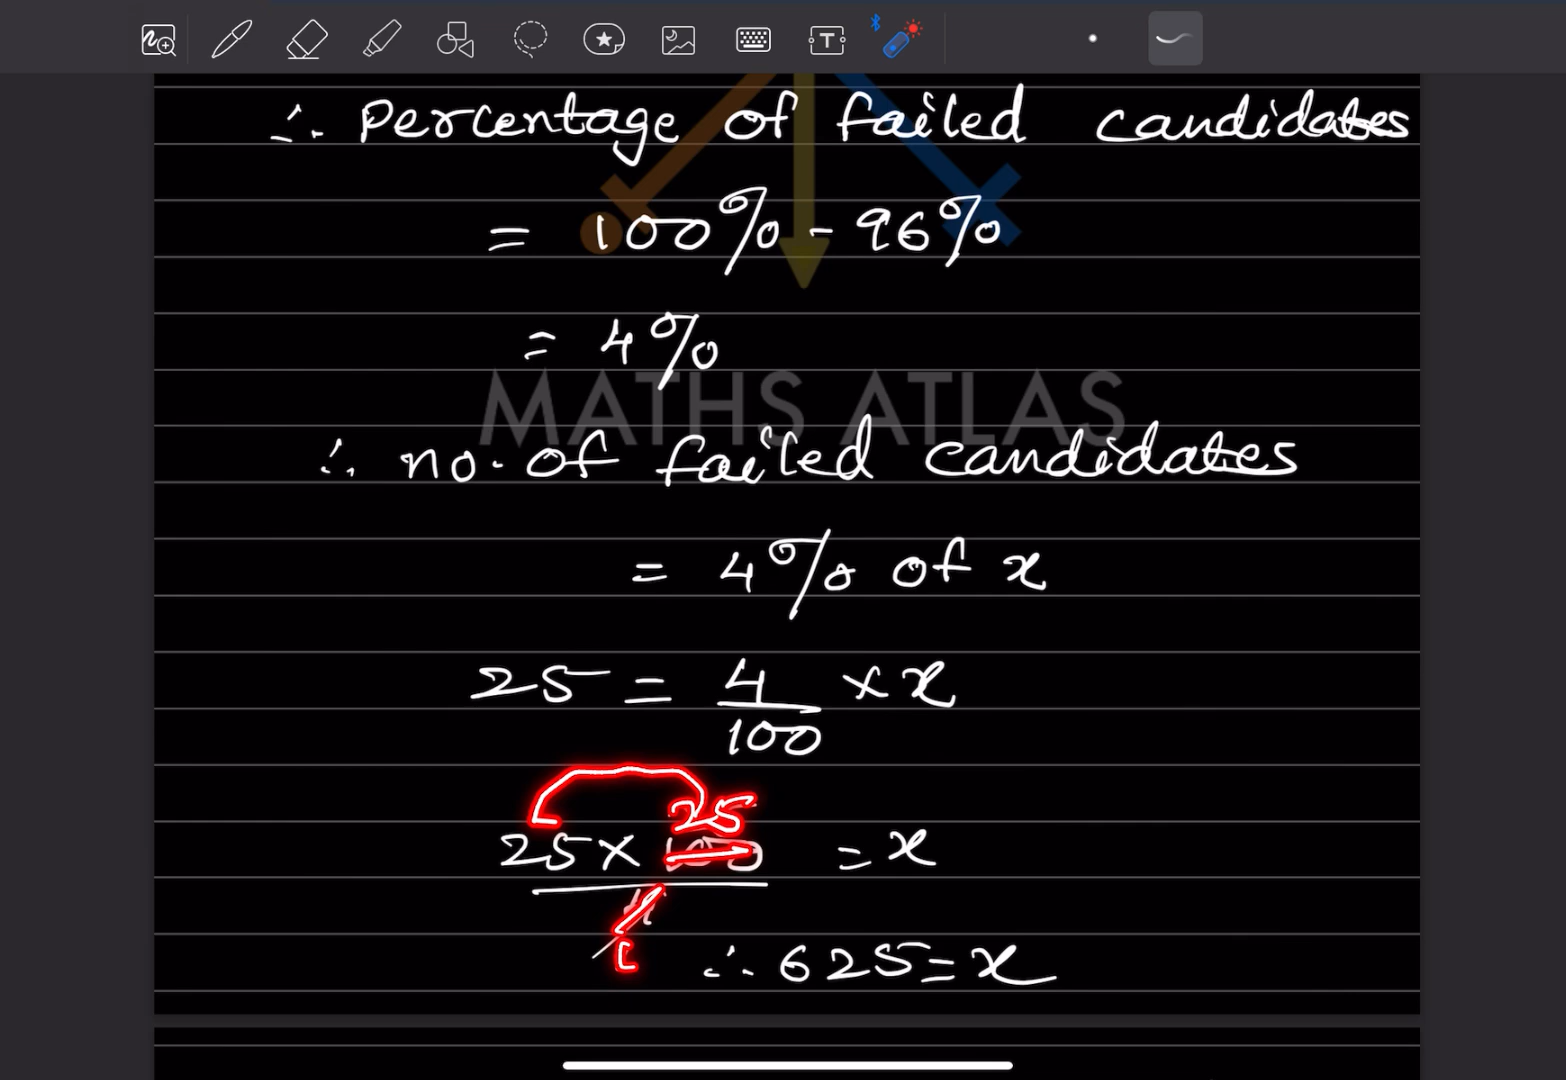 ∴ Percentage of failed candidates
= 100% - 96%
= 4%
MATHS ATLAS
∴ no. of failed candidates
= 4% of x
25 = 4/100 × x
25
25 × 100 / 4 = x
1
∴ 625 = x